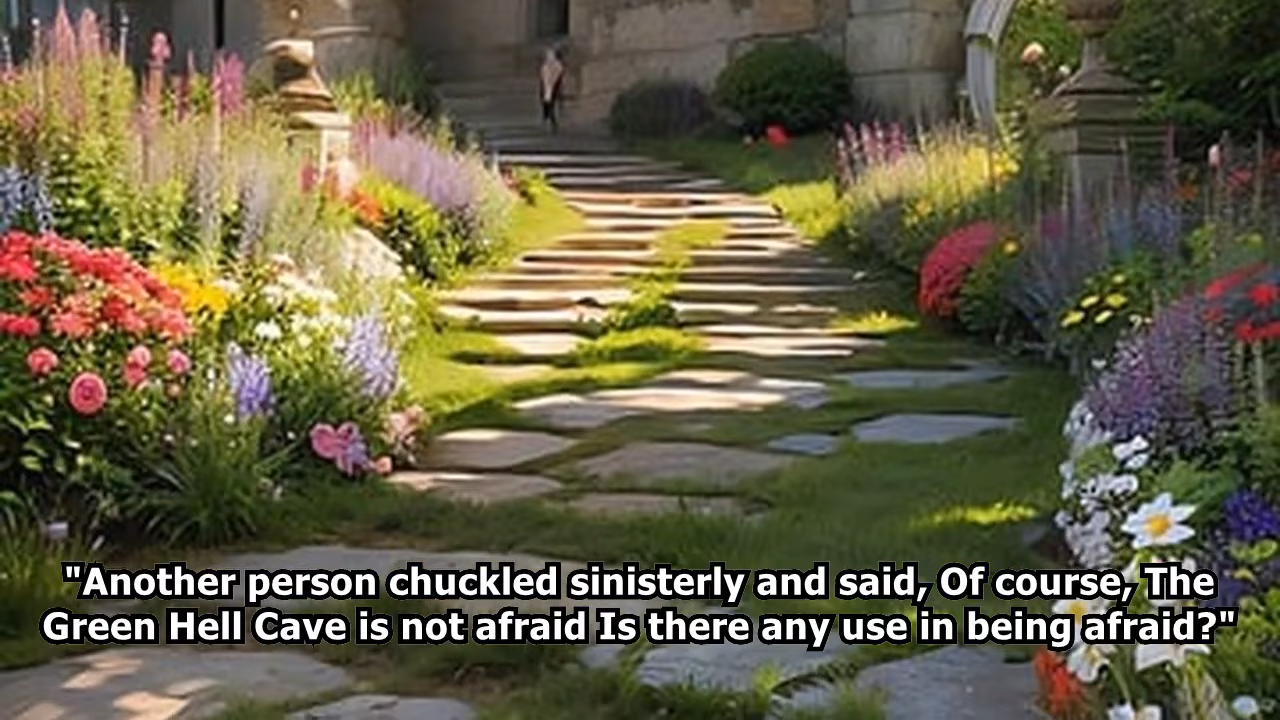 "Another person chuckled sinisterly and said, Of course, The
Green Hell Cave is not afraid Is there any use in being afraid?"